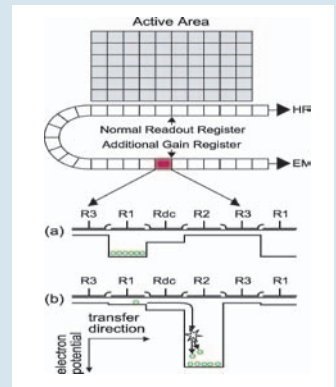 Active Area
HR
Normal Readout Register
Additional Gain Register
EM
R3 R1 Rdc R2 R3 R1
(a)
R3 R1 Rdc R2 R3 R1
(b)
transfer
direction
electron
potential